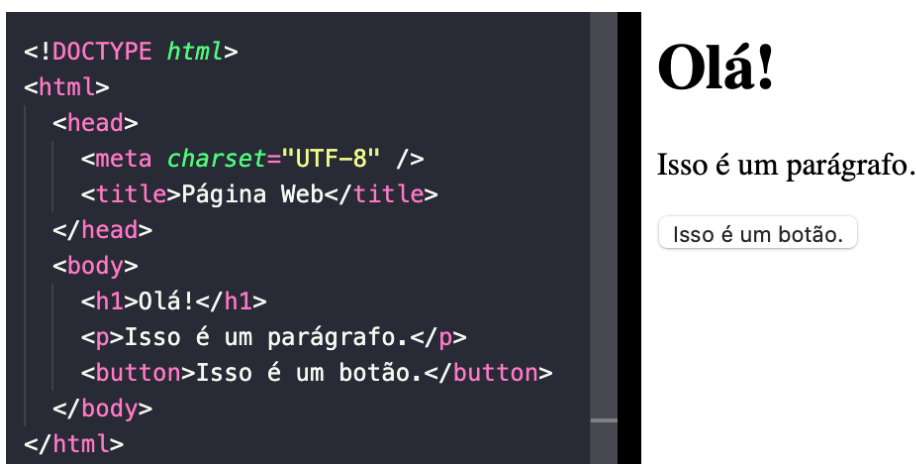 <!DOCTYPE html>
<html>
<head>
<meta charset="UTF-8" />
<title>Página Web</title>
</head>
<body>
<h1>Olá!</h1>
<p>Isso é um parágrafo.</p>
<button>Isso é um botão.</button>
</body>
</html>
Olá!
Isso é um parágrafo.
Isso é um botão.